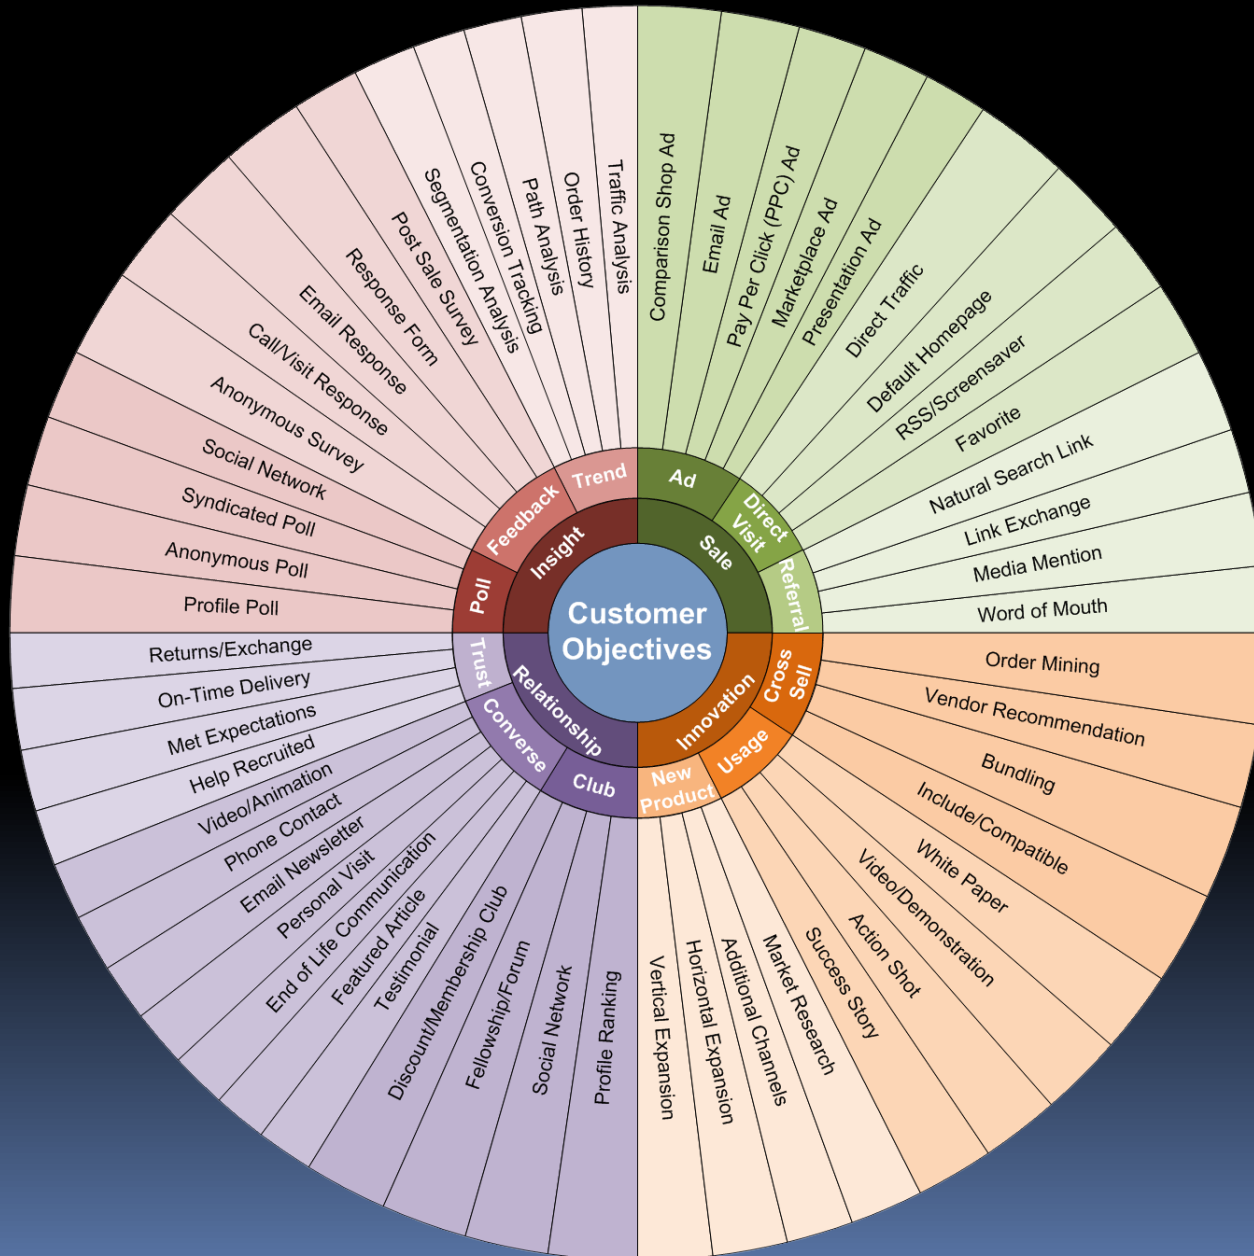 Customer
Objectives
Sale
Ad
Comparison Shop Ad
Email Ad
Pay Per Click (PPC) Ad
Marketplace Ad
Presentation Ad
Direct
Visit
Direct Traffic
Default Homepage
RSS/Screensaver
Favorite
Referral
Natural Search Link
Link Exchange
Media Mention
Word of Mouth
Innovation
Cross
Sell
Order Mining
Vendor Recommendation
Bundling
Include/Compatible
Usage
White Paper
Video/Demonstration
Action Shot
Success Story
New
Product
Market Research
Additional Channels
Horizontal Expansion
Vertical Expansion
Relationship
Club
Profile Ranking
Social Network
Fellowship/Forum
Discount/Membership Club
Converse
Testimonial
Featured Article
End of Life Communication
Personal Visit
Email Newsletter
Phone Contact
Video/Animation
Trust
Help Recruited
Met Expectations
On-Time Delivery
Returns/Exchange
Insight
Poll
Profile Poll
Anonymous Poll
Syndicated Poll
Social Network
Feedback
Anonymous Survey
Call/Visit Response
Email Response
Response Form
Post Sale Survey
Trend
Segmentation Analysis
Conversion Tracking
Path Analysis
Order History
Traffic Analysis